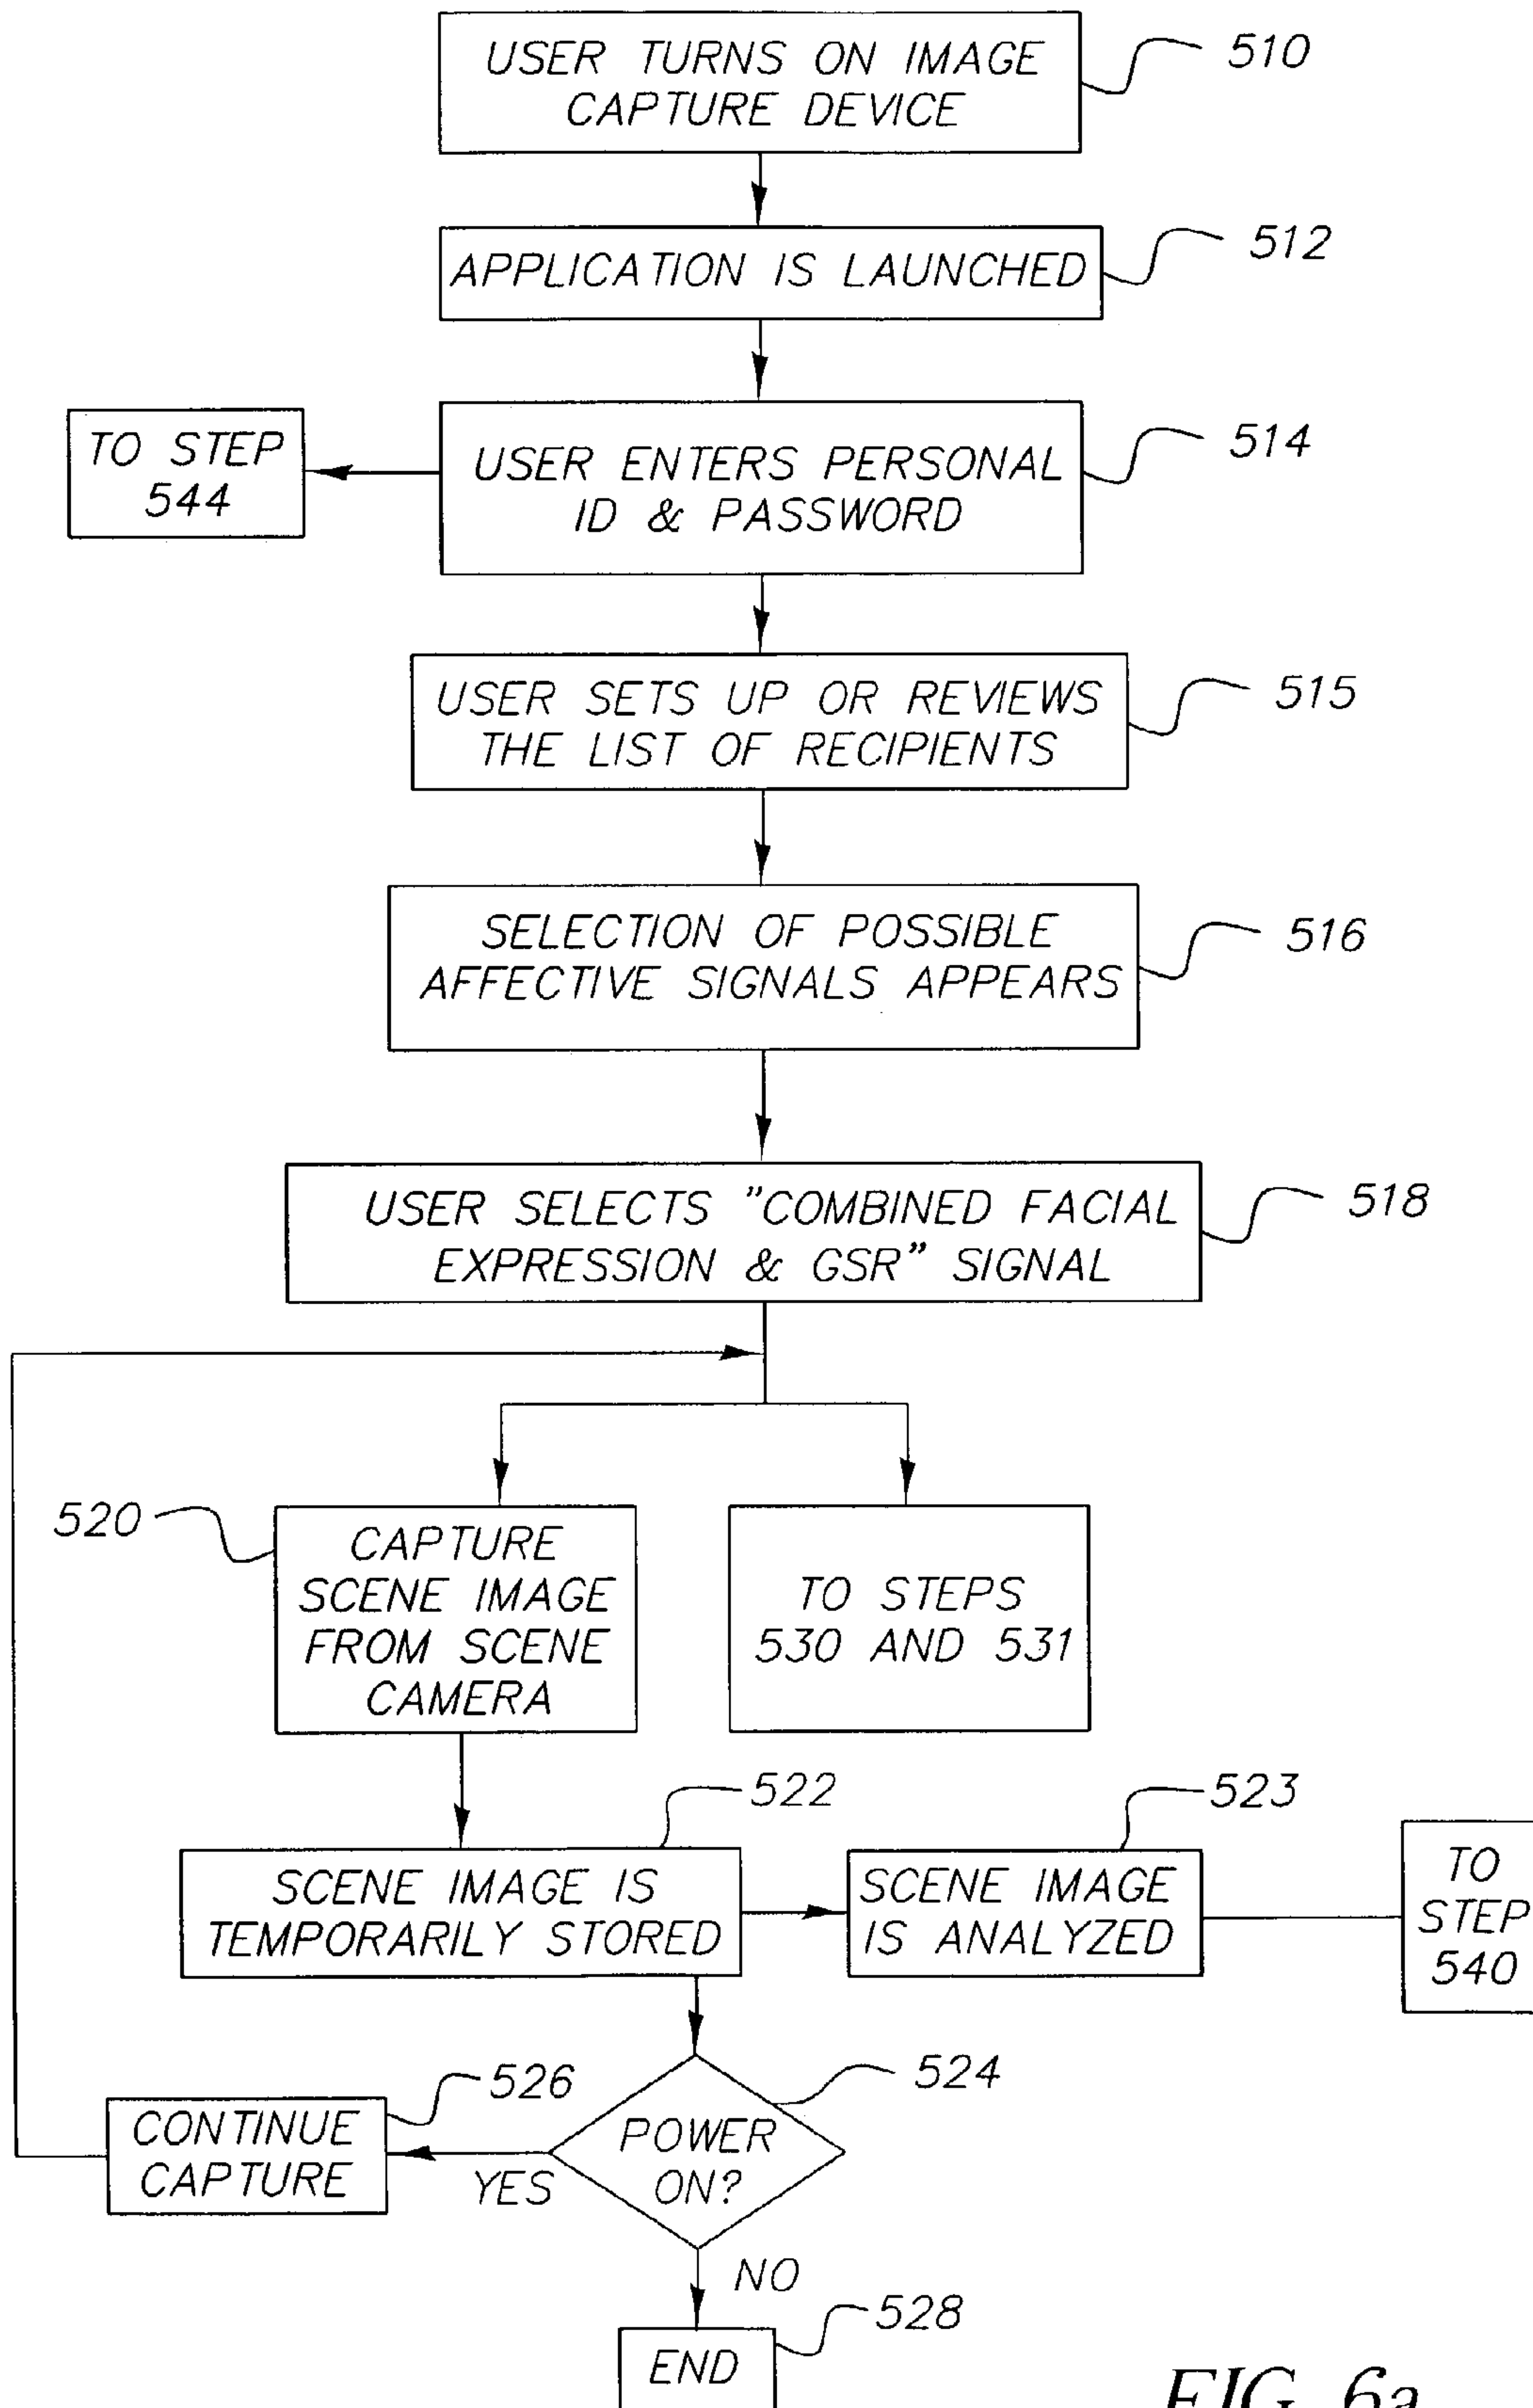 USER TURNS ON IMAGE
CAPTURE DEVICE
510
APPLICATION IS LAUNCHED
512
TO STEP
544
USER ENTERS PERSONAL
ID & PASSWORD
514
USER SETS UP OR REVIEWS
THE LIST OF RECIPIENTS
515
SELECTION OF POSSIBLE
AFFECTIVE SIGNALS APPEARS
516
USER SELECTS "COMBINED FACIAL
EXPRESSION & GSR" SIGNAL
518
520
CAPTURE
SCENE IMAGE
FROM SCENE
CAMERA
TO STEPS
530 AND 531
522
SCENE IMAGE IS
TEMPORARILY STORED
523
SCENE IMAGE
IS ANALYZED
TO
STEP
540
526
CONTINUE
CAPTURE
YES
524
POWER
ON?
NO
528
END
FIG. 6a